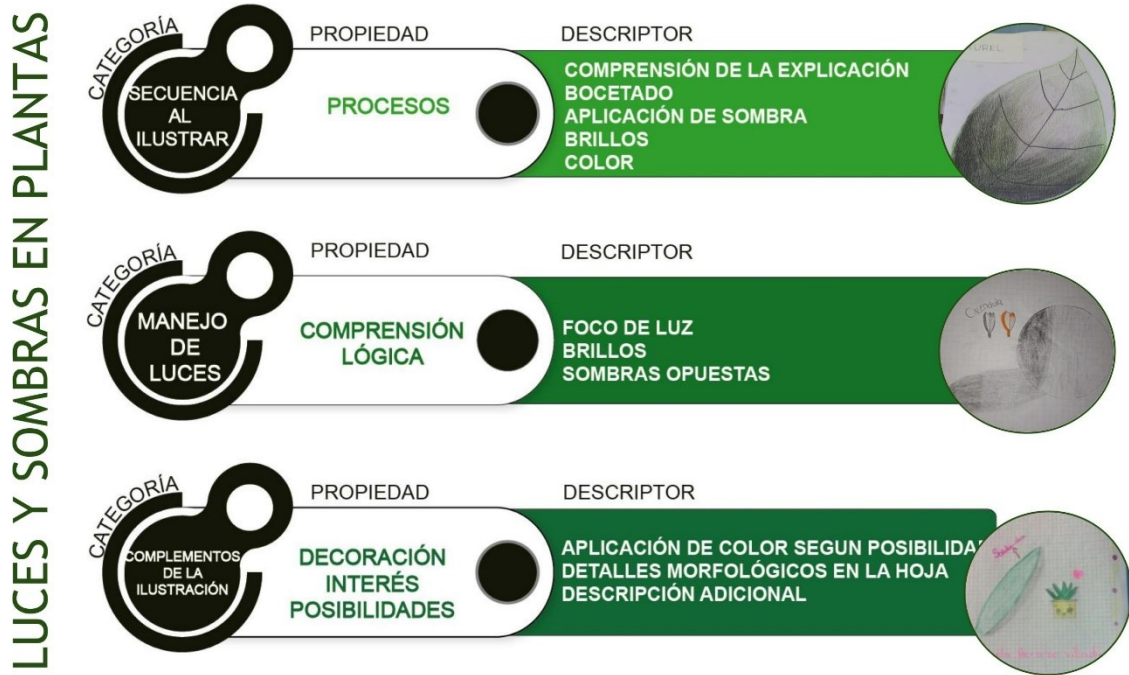 LUCES Y SOMBRAS EN PLANTAS
CATEGORÍA
SECUENCIA
AL
ILUSTRAR
PROPIEDAD
PROCESOS
DESCRIPTOR
COMPRENSIÓN DE LA EXPLICACIÓN
BOCETADO
APLICACIÓN DE SOMBRA
BRILLOS
COLOR
CATEGORÍA
MANEJO
DE
LUCES
PROPIEDAD
COMPRENSIÓN
LÓGICA
DESCRIPTOR
FOCO DE LUZ
BRILLOS
SOMBRAS OPUESTAS
CATEGORÍA
COMPLEMENTOS
DE LA
ILUSTRACIÓN
PROPIEDAD
DECORACIÓN
INTERÉS
POSIBILIDADES
DESCRIPTOR
APLICACIÓN DE COLOR SEGUN POSIBILIDA
DETALLES MORFOLÓGICOS EN LA HOJA
DESCRIPCIÓN ADICIONAL